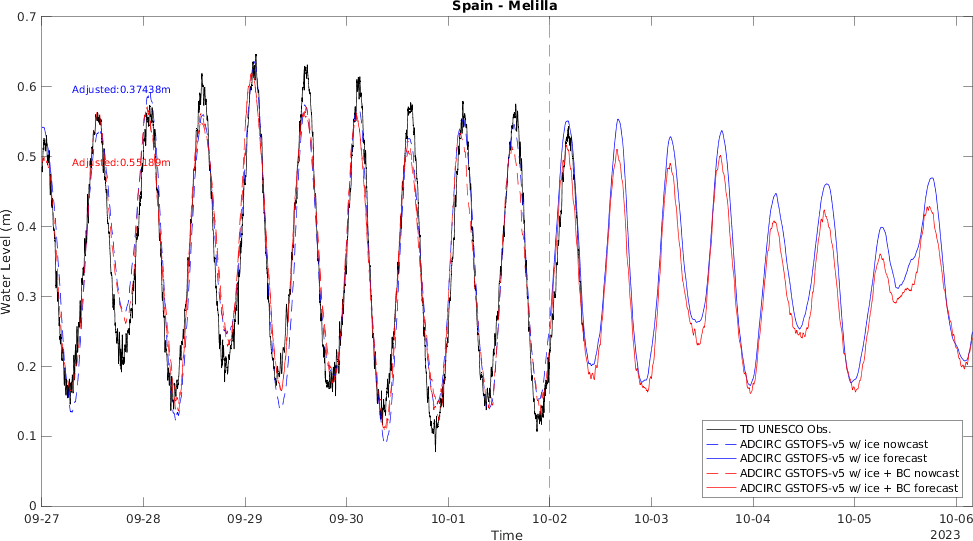 Spain - Melilla
0.7
0.6
0.5
0.4
0.3
0.2
0.1
0
Water Level (m)
Adjusted:0.37438m
Adjusted:0.55189m
TD UNESCO Obs.
ADCIRC GSTOFS-v5 w/ ice nowcast
ADCIRC GSTOFS-v5 w/ ice forecast
ADCIRC GSTOFS-v5 w/ ice + BC nowcast
ADCIRC GSTOFS-v5 w/ ice + BC forecast
09-27 09-28 09-29 09-30 10-01 10-02 10-03 10-04 10-05 10-06
2023
Time